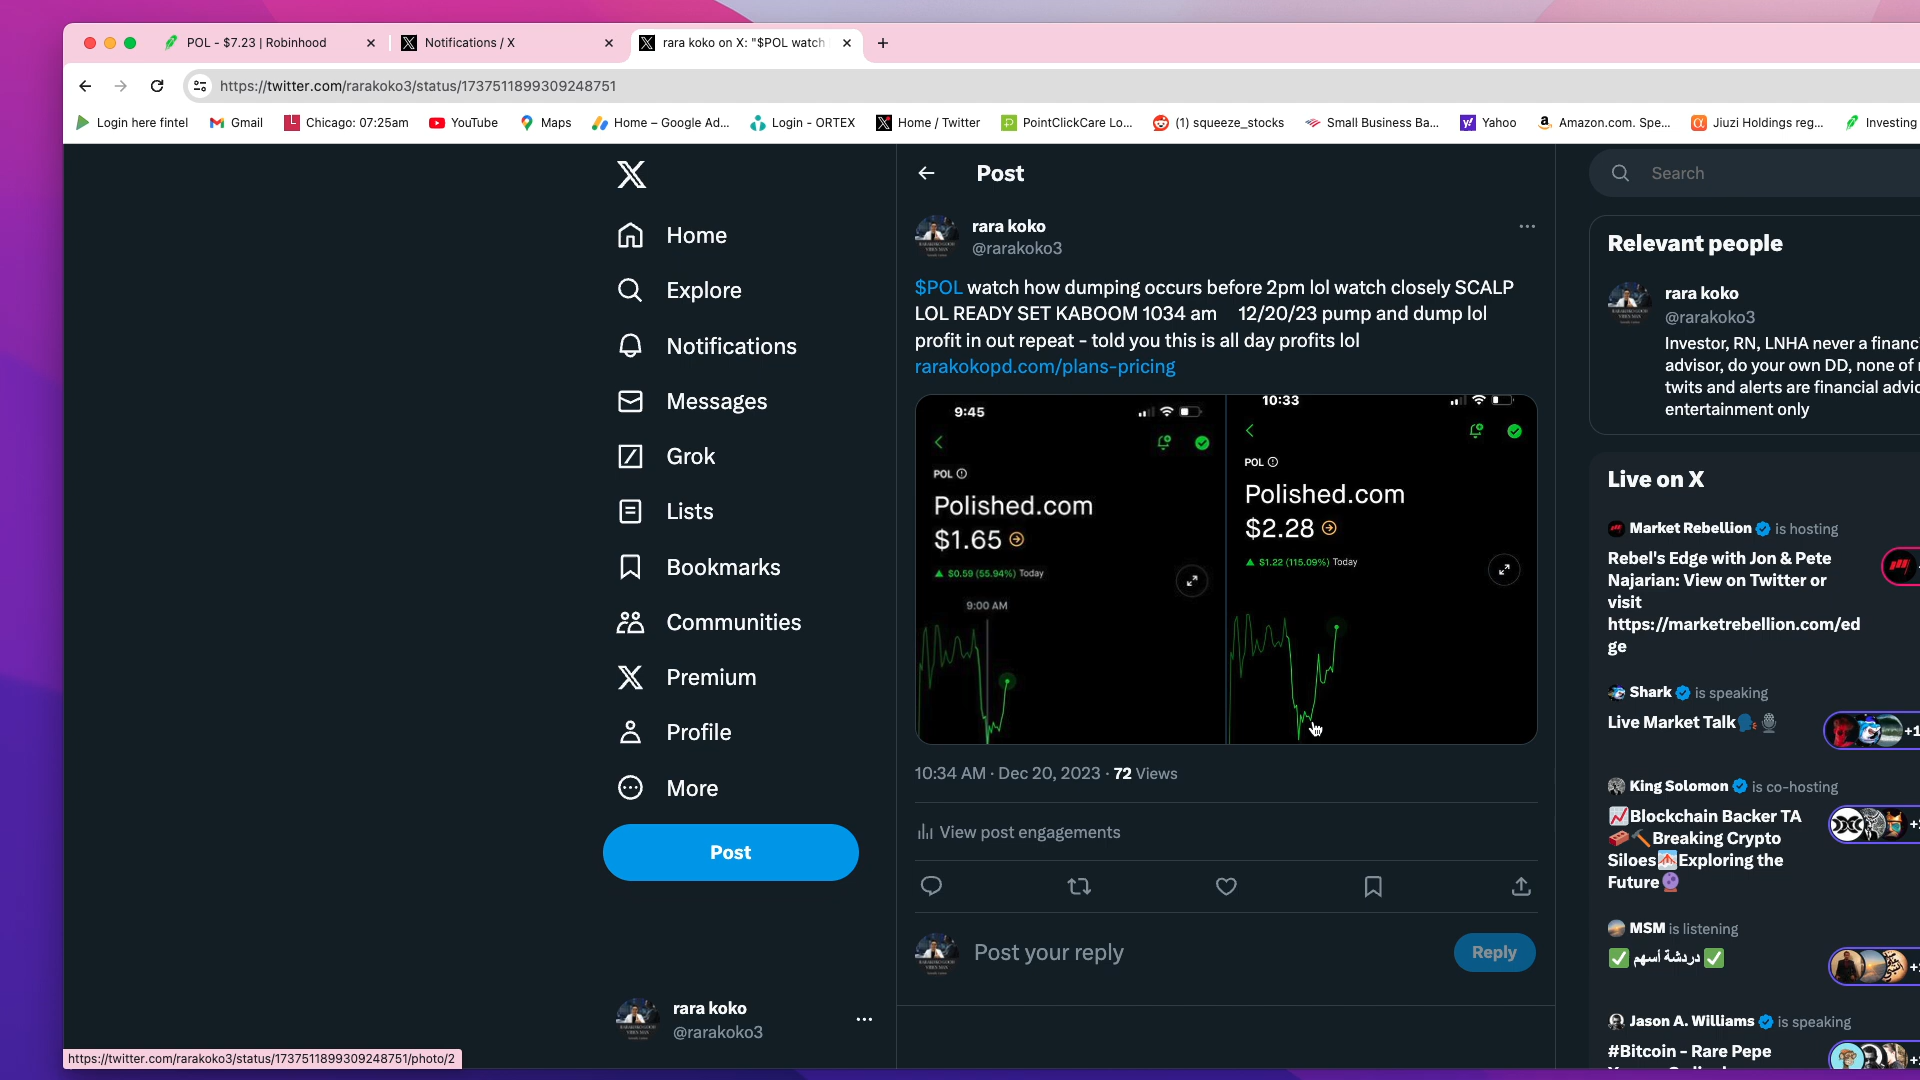 POL - $7.23 | Robinhood
Notifications / X
rara koko on X: "$POL watch
https://twitter.com/rarakoko3/status/1737511899309248751
Login here fintel
Gmail
Chicago: 07:25am
YouTube
Maps
Home – Google Ad...
Login - ORTEX
Home / Twitter
PointClickCare Lo...
(1) squeeze_stocks
Small Business Ba...
Yahoo
Amazon.com. Spe...
Jiuzi Holdings reg...
Investing
Home
Explore
Notifications
Messages
Grok
Lists
Bookmarks
Communities
Premium
Profile
More
Post
rara koko
@rarakoko3
Post
rara koko
@rarakoko3
$POL watch how dumping occurs before 2pm lol watch closely SCALP
LOL READY SET KABOOM 1034 am 12/20/23 pump and dump lol
profit in out repeat - told you this is all day profits lol
rarakokopd.com/plans-pricing
9:45
POL
Polished.com
$1.65
$0.59 (55.94%) Today
9:00 AM
10:33
POL
Polished.com
$2.28
$1.22 (115.09%) Today
10:34 AM · Dec 20, 2023 · 72 Views
View post engagements
Post your reply
Reply
Search
Relevant people
rara koko
@rarakoko3
Investor, RN, LNHA never a financ
advisor, do your own DD, none of
twits and alerts are financial advic
entertainment only
Live on X
Market Rebellion is hosting
Rebel's Edge with Jon & Pete
Najarian: View on Twitter or
visit
https://marketrebellion.com/ed
ge
Shark is speaking
Live Market Talk🗣️🎙️
+1
King Solomon is co-hosting
📈Blockchain Backer TA
🧱🔨Breaking Crypto
Siloes🌁Exploring the
Future🔮
MSM is listening
✅ دردشة أسهم ✅
Jason A. Williams is speaking
#Bitcoin - Rare Pepe
https://twitter.com/rarakoko3/status/1737511899309248751/photo/2